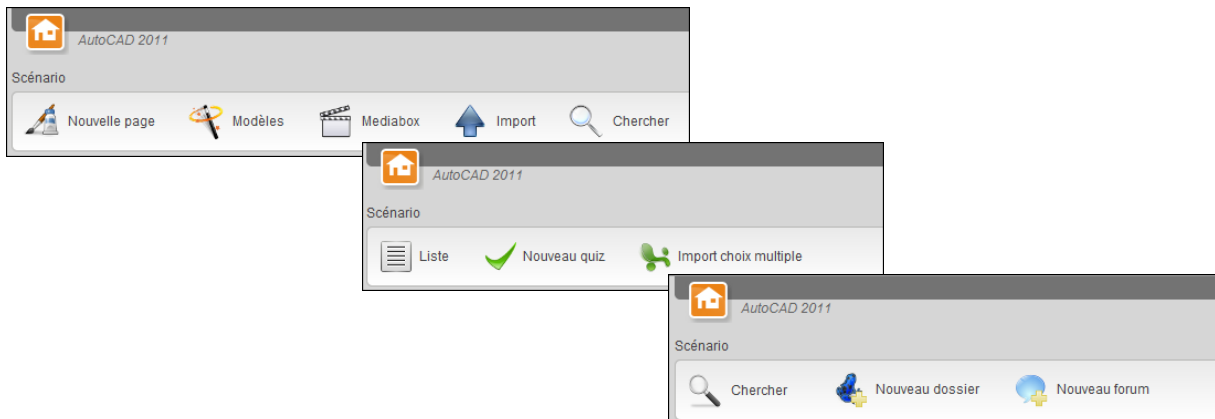 AutoCAD 2011
Scénario
Nouvelle page Modèles Mediabox Import Chercher
AutoCAD 2011
Scénario
Liste Nouveau quiz Import choix multiple
AutoCAD 2011
Scénario
Chercher Nouveau dossier Nouveau forum